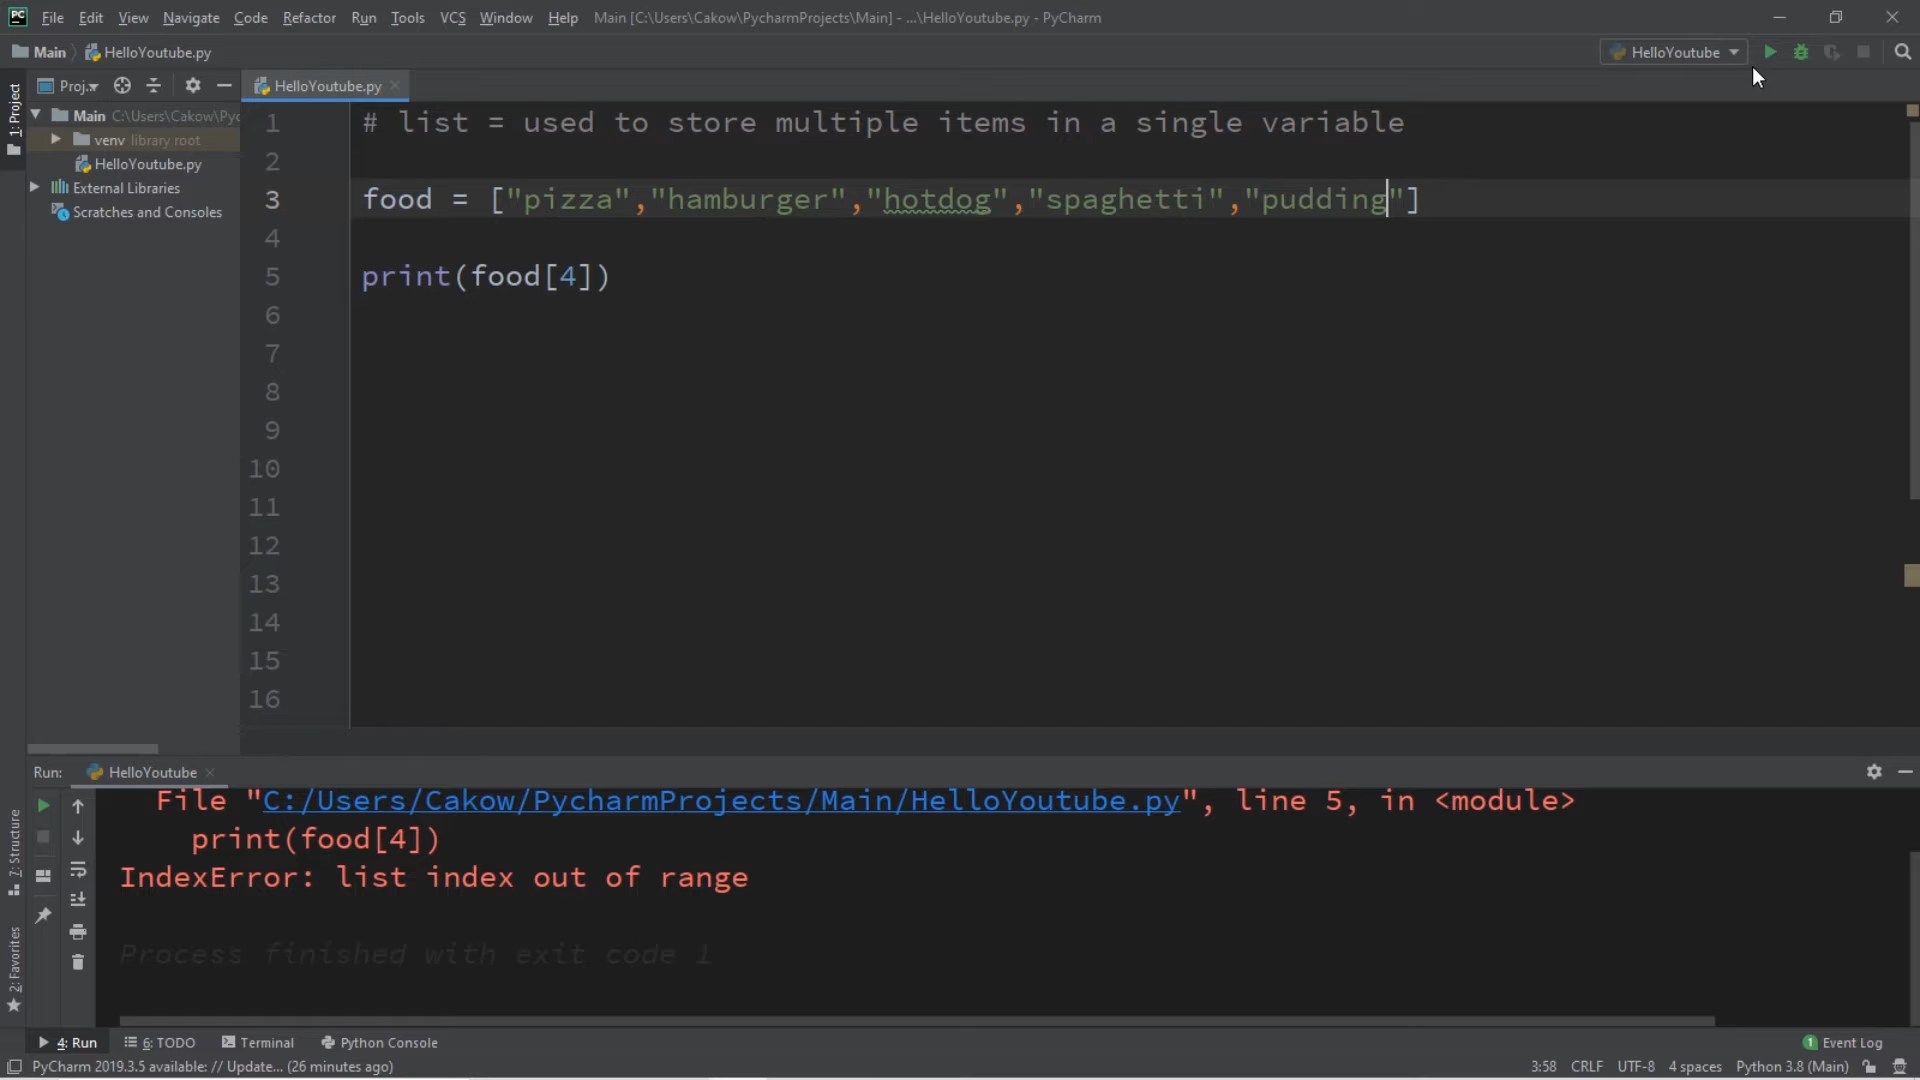 PC File Edit View Navigate Code Refactor Run Tools VCS Window Help Main [C:\Users\Cakow\PycharmProjects\Main] - ...\HelloYoutube.py - PyCharm
Main HelloYoutube.py HelloYoutube
Proj.. HelloYoutube.py
1: Project
Main C:\Users\Cakow\Pyc
venv library root
HelloYoutube.py
External Libraries
Scratches and Consoles
1 # list = used to store multiple items in a single variable
2
3 food = ["pizza","hamburger","hotdog","spaghetti","pudding"]
4
5 print(food[4])
6
7
8
9
10
11
12
13
14
15
16
Run: HelloYoutube
File "C:/Users/Cakow/PycharmProjects/Main/HelloYoutube.py", line 5, in <module>
print(food[4])
IndexError: list index out of range
Process finished with exit code 1
7: Structure
2: Favorites
4: Run 6: TODO Terminal Python Console 1 Event Log
PyCharm 2019.3.5 available: // Update... (26 minutes ago) 3:58 CRLF UTF-8 4 spaces Python 3.8 (Main)